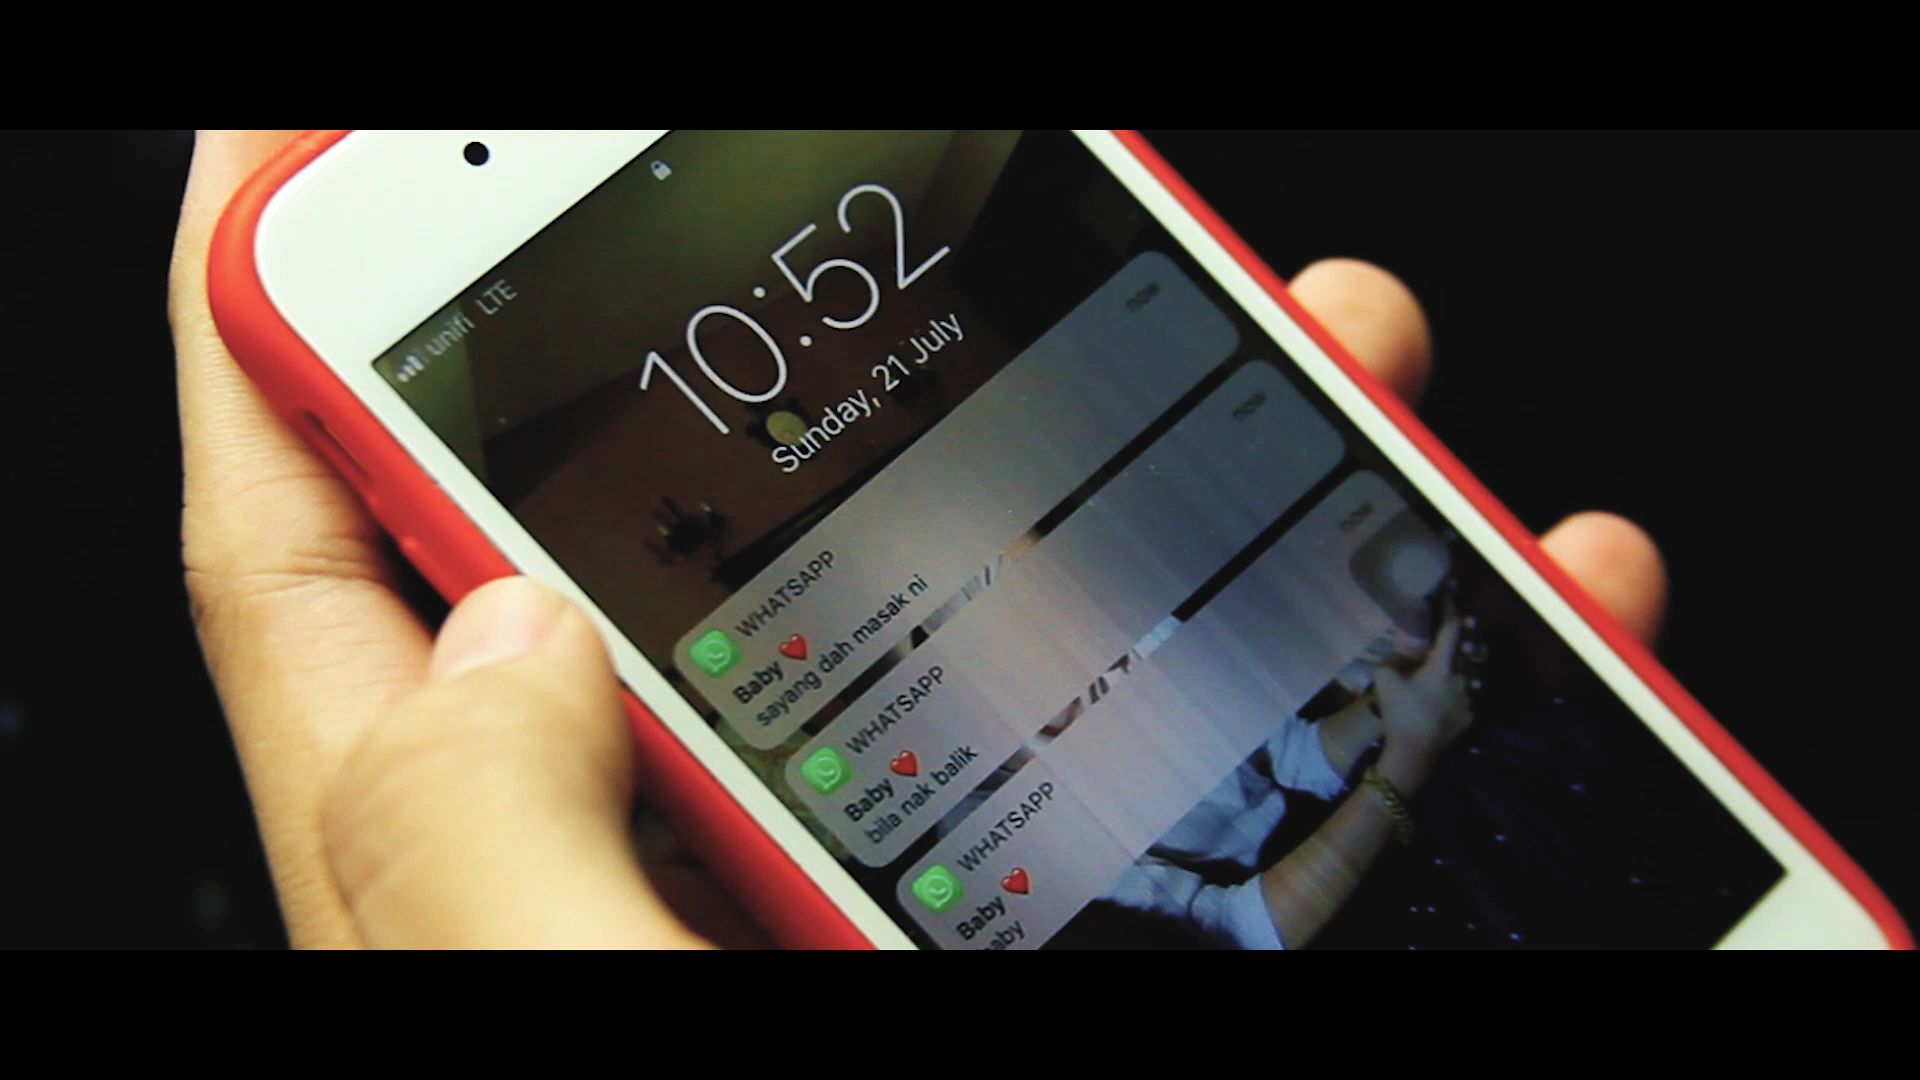 unifi LTE
10:52
Sunday, 21 July
WHATSAPP now
Baby ❤️
sayang dah masak ni
WHATSAPP now
Baby ❤️
bila nak balik
WHATSAPP now
Baby ❤️
baby